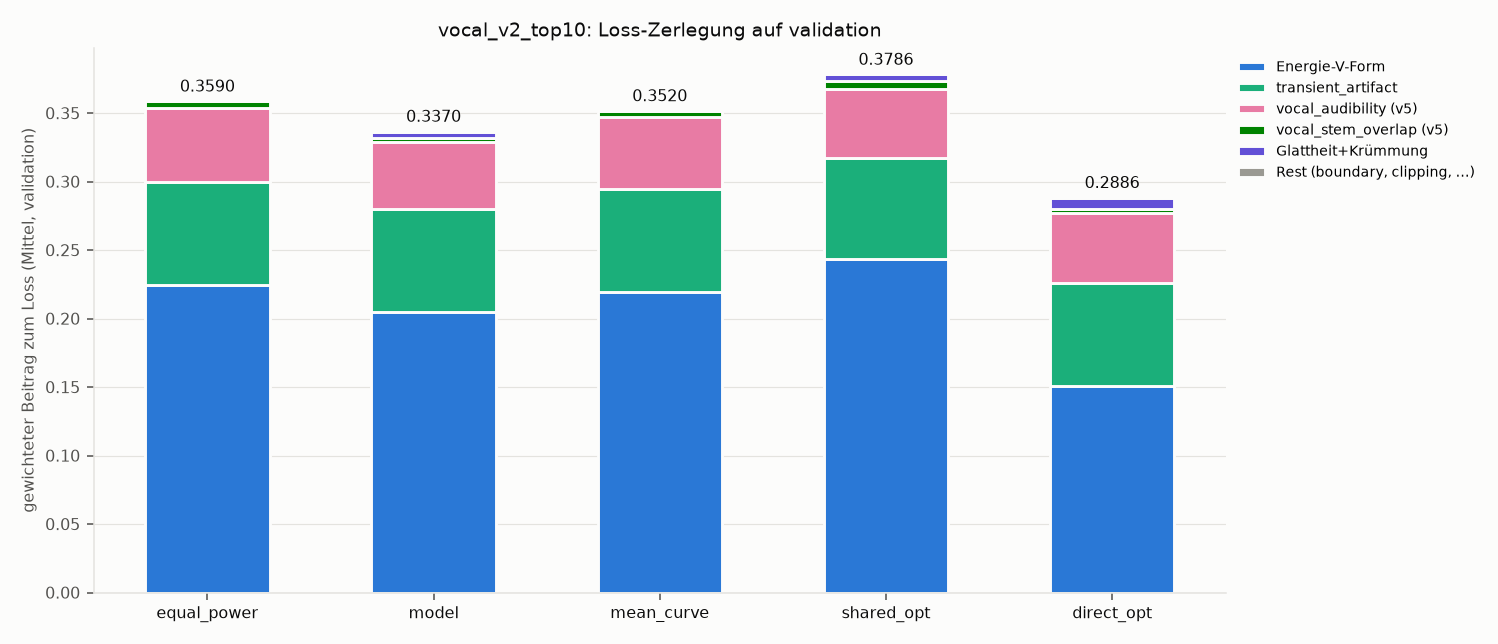 vocal_v2_top10: Loss-Zerlegung auf validation
gewichteter Beitrag zum Loss (Mittel, validation)
0.35
0.30
0.25
0.20
0.15
0.10
0.05
0.00
0.3590
0.3370
0.3520
0.3786
0.2886
equal_power
model
mean_curve
shared_opt
direct_opt
Energie-V-Form
transient_artifact
vocal_audibility (v5)
vocal_stem_overlap (v5)
Glattheit+Krümmung
Rest (boundary, clipping, ...)